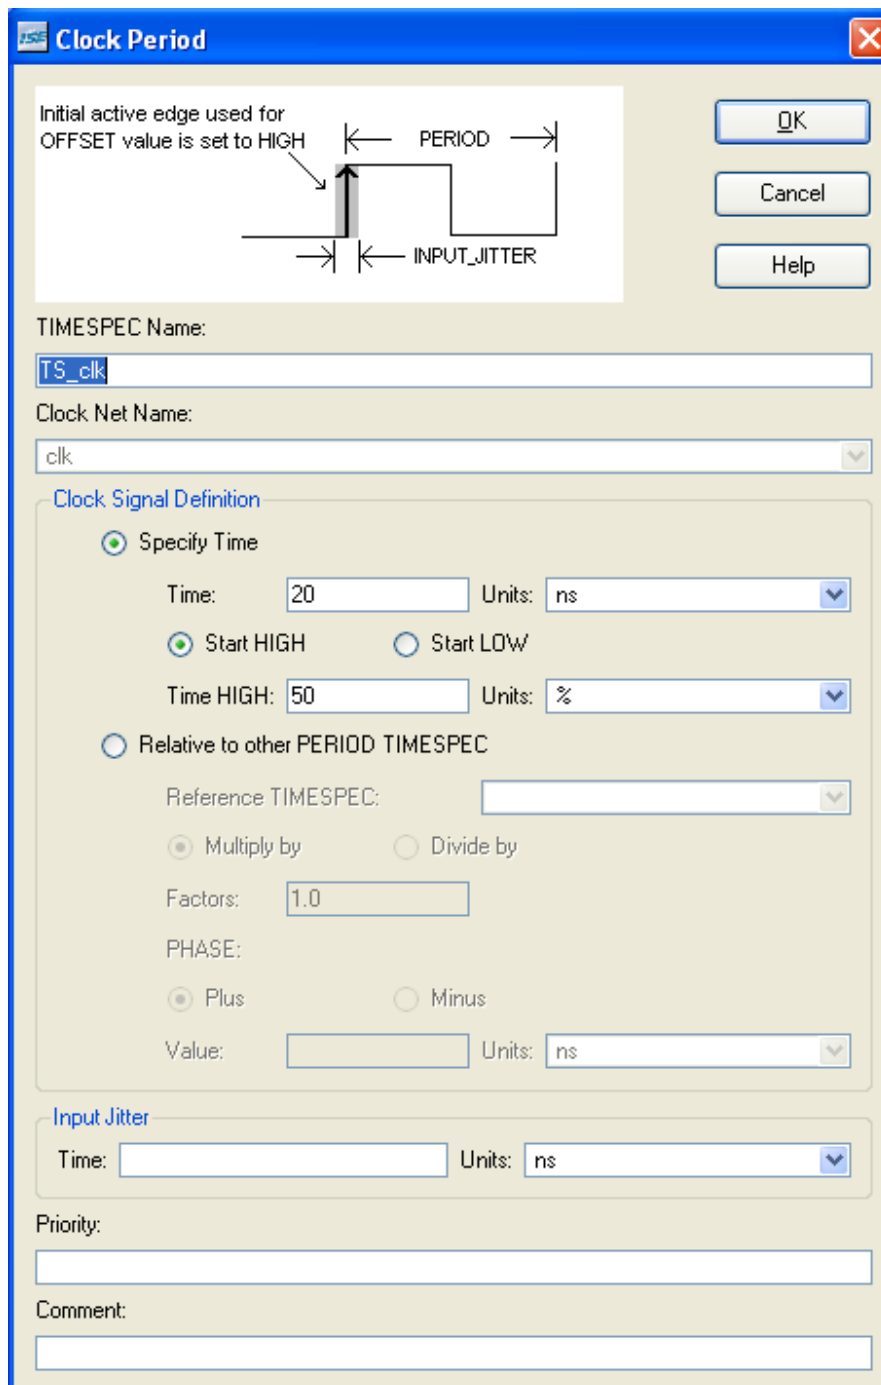 ISE Clock Period
Initial active edge used for
OFFSET value is set to HIGH
PERIOD
INPUT_JITTER
OK
Cancel
Help
TIMESPEC Name:
TS_clk
Clock Net Name:
clk
Clock Signal Definition
Specify Time
Time: 20 Units: ns
Start HIGH Start LOW
Time HIGH: 50 Units: %
Relative to other PERIOD TIMESPEC
Reference TIMESPEC:
Multiply by Divide by
Factors: 1.0
PHASE:
Plus Minus
Value: Units: ns
Input Jitter
Time: Units: ns
Priority:
Comment: